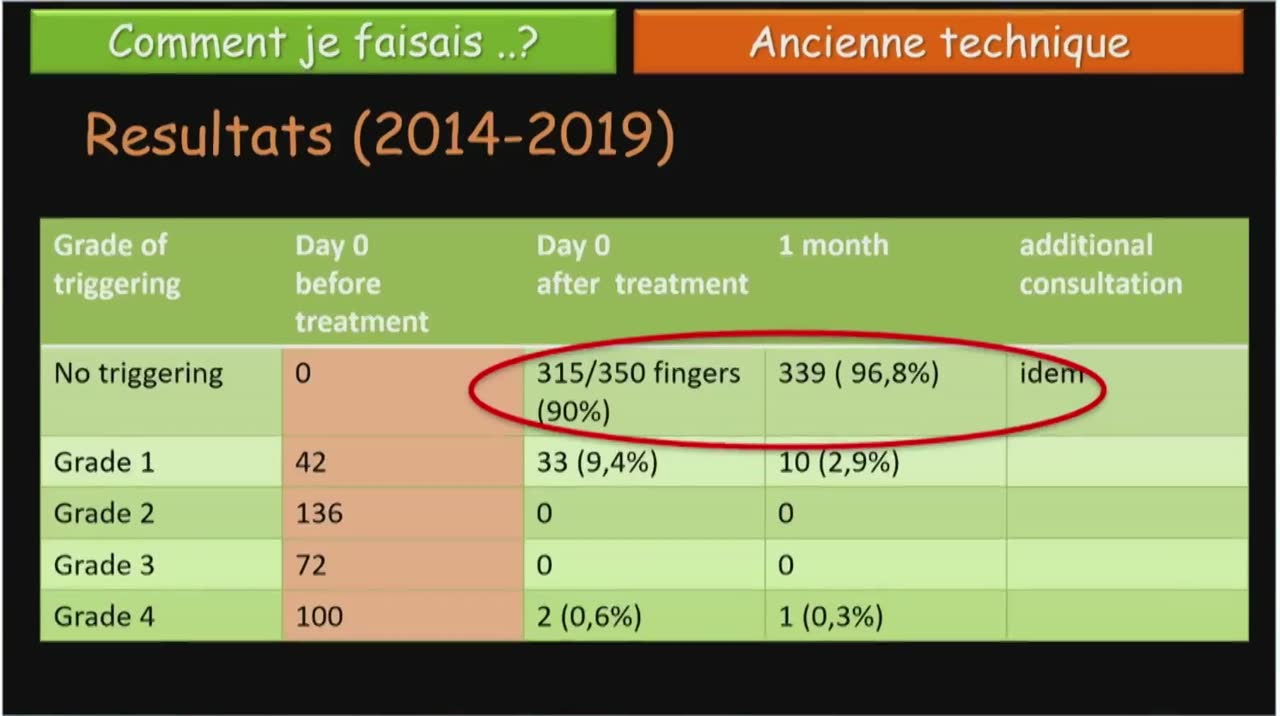 Comment je faisais ..?
Ancienne technique
Resultats (2014-2019)
Grade of triggering
Day 0 before treatment
Day 0 after treatment
1 month
additional consultation
No triggering
0
315/350 fingers (90%)
339 ( 96,8%)
idem
Grade 1
42
33 (9,4%)
10 (2,9%)
Grade 2
136
0
0
Grade 3
72
0
0
Grade 4
100
2 (0,6%)
1 (0,3%)